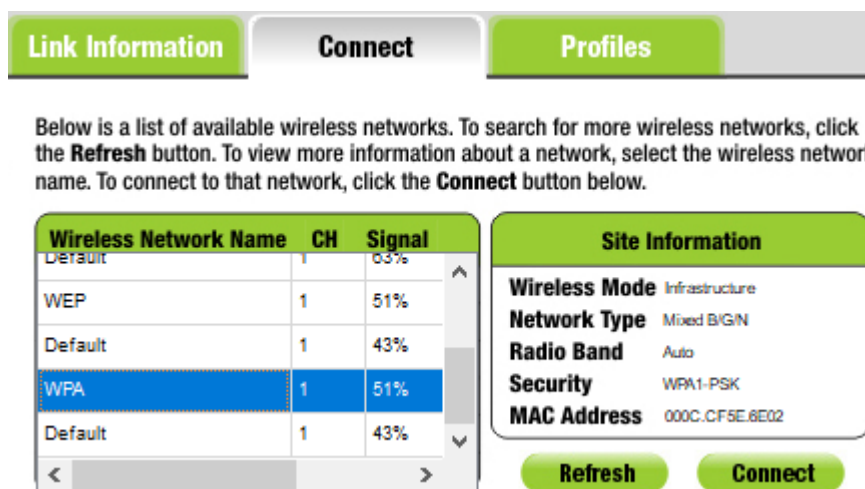 Link Information Connect Profiles
Below is a list of available wireless networks. To search for more wireless networks, click
the Refresh button. To view more information about a network, select the wireless networ
name. To connect to that network, click the Connect button below.
Wireless Network Name CH Signal
Default 1 63%
WEP 1 51%
Default 1 43%
WPA 1 51%
Default 1 43%
Site Information
Wireless Mode Infrastructure
Network Type Mixed B/G/N
Radio Band Auto
Security WPA1-PSK
MAC Address 000C.CF5E.6E02
Refresh Connect